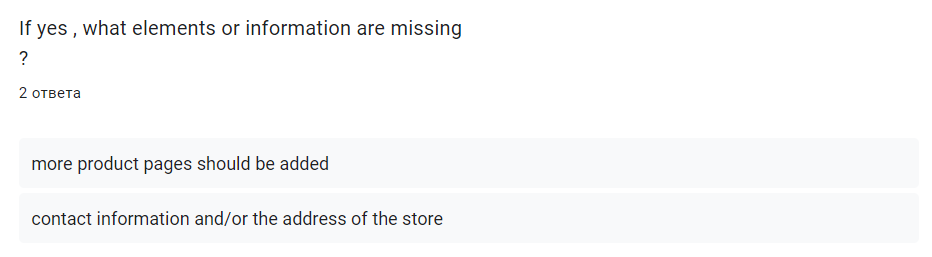 If yes , what elements or information are missing
?
2 ответа
more product pages should be added
contact information and/or the address of the store